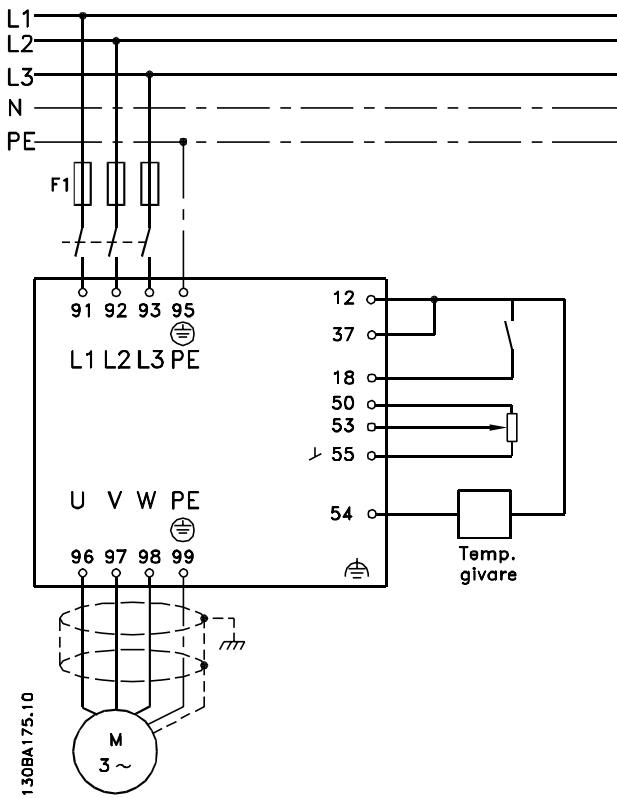 L1
L2
L3
N
PE
F1
91 92 93 95
L1 L2 L3 PE
12
37
18
50
53
55
54
U V W PE
96 97 98 99
Temp.
givare
M
3 ~
130BA175.10